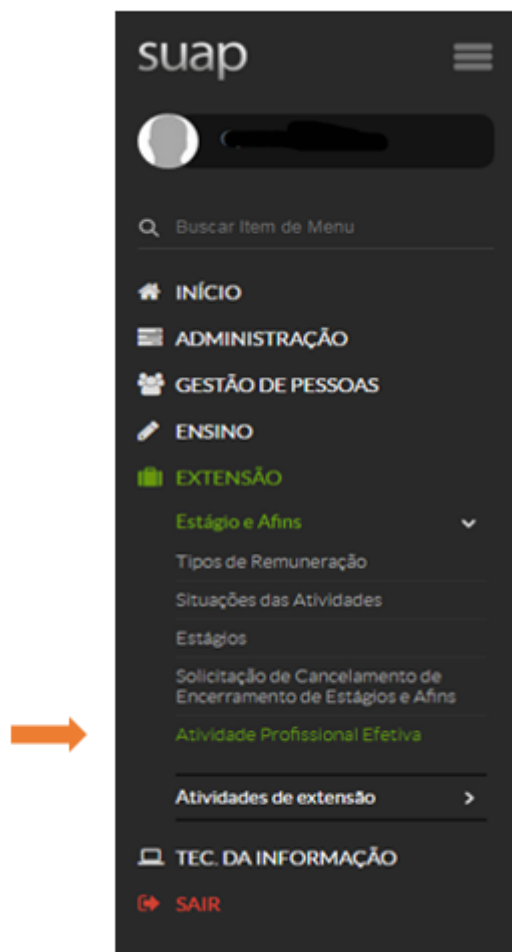 suap
Buscar Item de Menu
INÍCIO
ADMINISTRAÇÃO
GESTÃO DE PESSOAS
ENSINO
EXTENSÃO
Estágio e Afins
Tipos de Remuneração
Situações das Atividades
Estágios
Solicitação de Cancelamento de
Encerramento de Estágios e Afins
Atividade Profissional Efetiva
Atividades de extensão
TEC. DA INFORMAÇÃO
SAIR